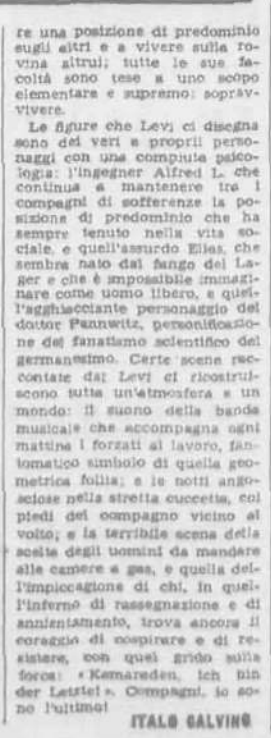 re una posizione di predominio
sugli altri e a vivere sulla ro-
vina altrui; tutte le sue fa-
coltà sono tese a uno scopo
elementare e supremo: soprav-
vivere.
Le figure che Levi ci disegna
sono dei veri e proprii perso-
naggi con una compiuta psico-
logia: l'ingegner Alfred L. che
continua a mantenere tra i
compagni di sofferenze la po-
sizione di predominio che ha
sempre tenuto nella vita so-
ciale, e quell'assurdo Elias, che
sembra nato dal fango del La-
ger e che è impossibile immagi-
nare come uomo libero, e quel-
l'agghiacciante personaggio del
doctor Pannwitz, personificazio-
ne del fanatismo scientifico del
germanesimo. Certe scene rac-
contate dal Levi ci ricostrui-
scono tutta un'atmosfera e un
mondo: il suono della banda
musicale che accompagna ogni
mattina i forzati al lavoro, fan-
tomatico simbolo di quella geo-
metrica follia; e le notti ango-
sciose nella stretta cuccetta, coi
piedi del compagno vicino al
volto; e la terribile scena della
scelta degli uomini da mandare
alle camere a gas, e quella del-
l'impiccagione di chi, in quel-
l'inferno di rassegnazione e di
annientamento, trova ancora il
coraggio di cospirare e di re-
sistere, con quel grido sulla
forca: « Kamaraden, ich bin
der Letzte! ». Compagni, io so-
no l'ultimo!
ITALO CALVINO